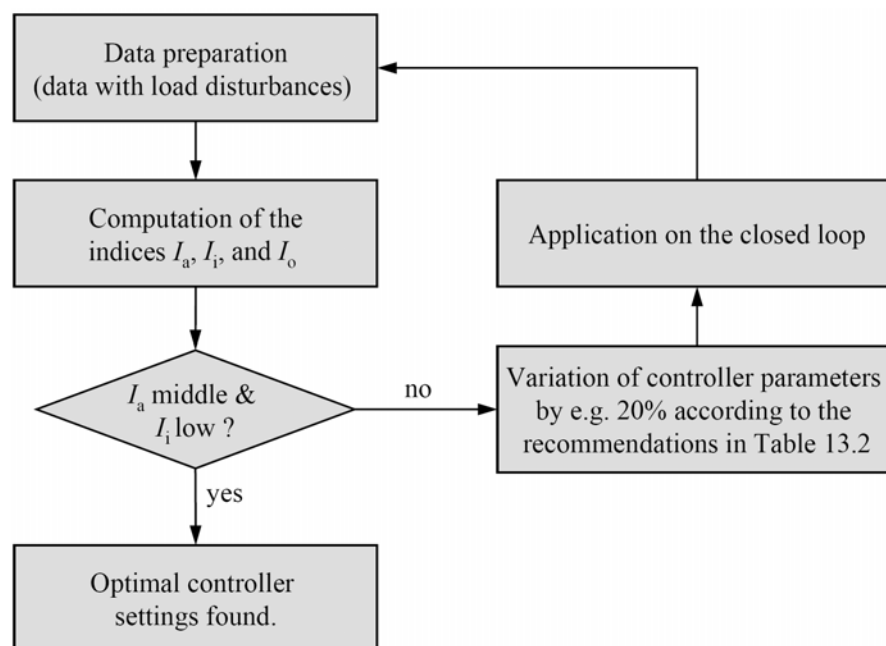 Data preparation
(data with load disturbances)
Computation of the
indices Iₐ, Iᵢ, and Iₒ
Iₐ middle &
Iᵢ low ?
no
yes
Optimal controller
settings found.
Variation of controller parameters
by e.g. 20% according to the
recommendations in Table 13.2
Application on the closed loop